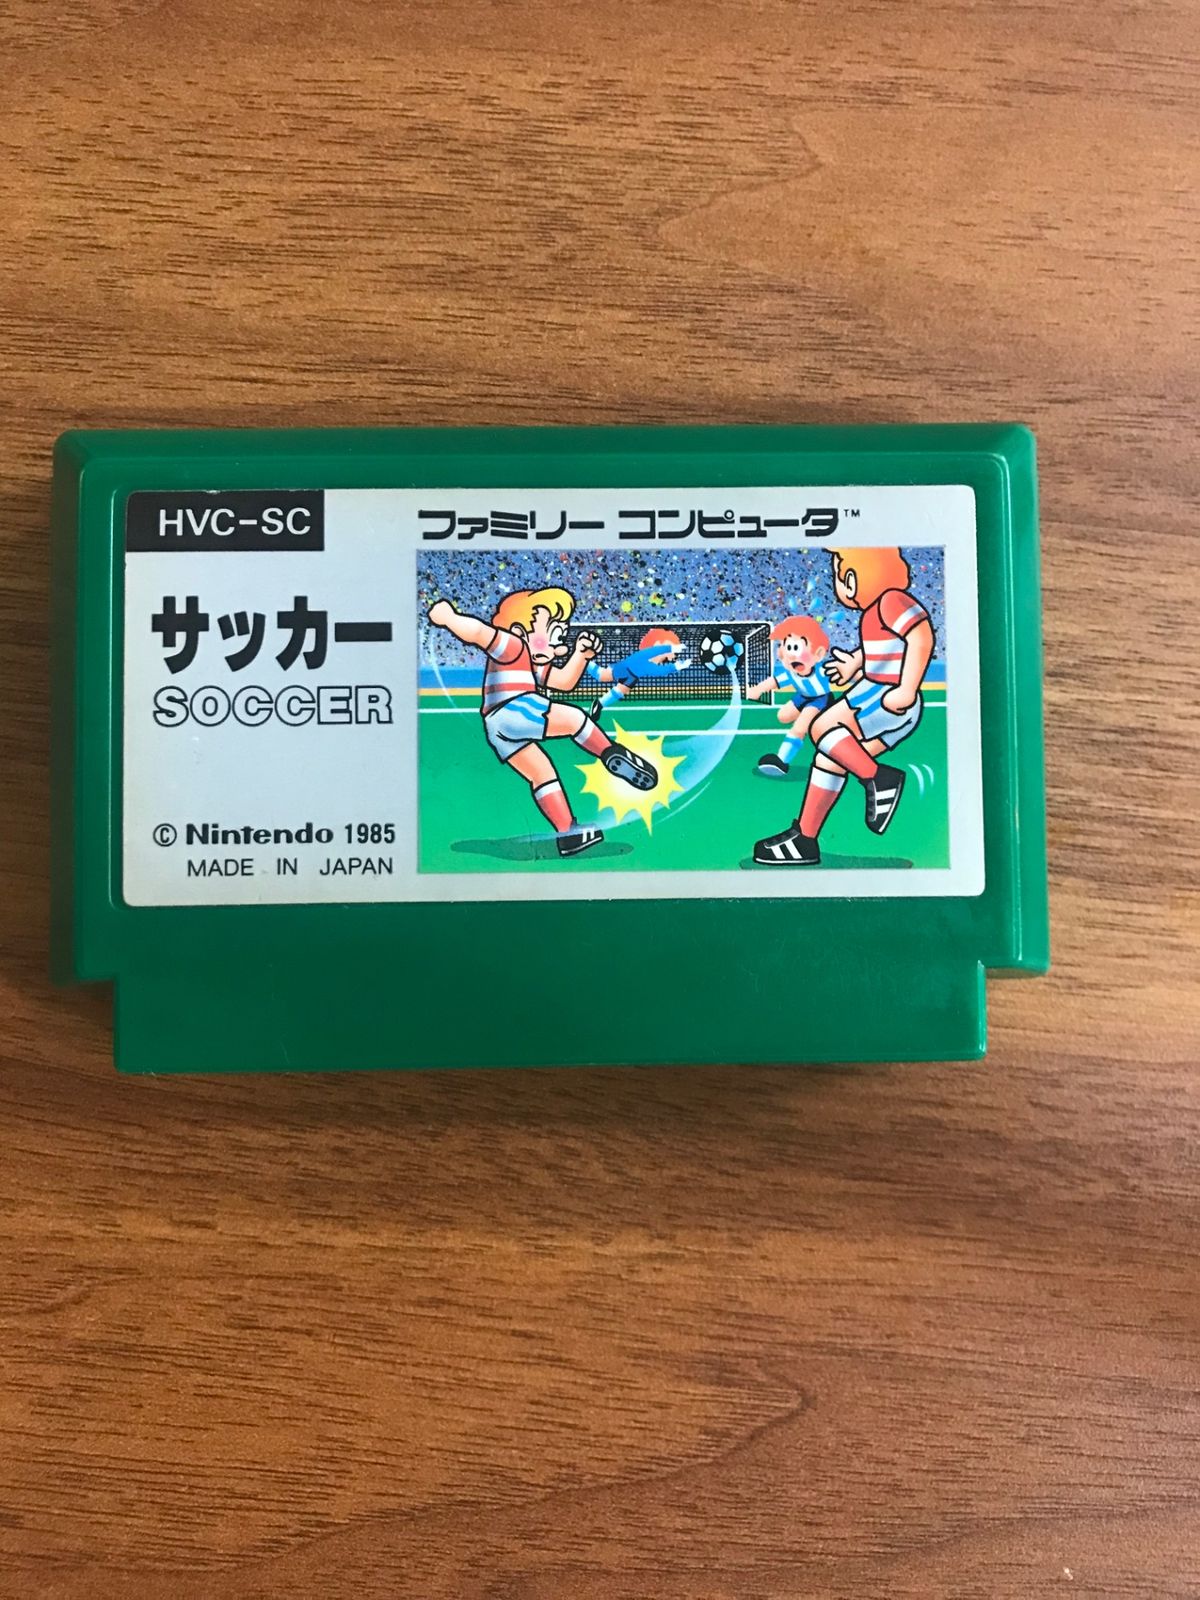 HVC-SC
ファミリー コンピュータ™
サッカー
SOCCER
© Nintendo 1985
MADE IN JAPAN